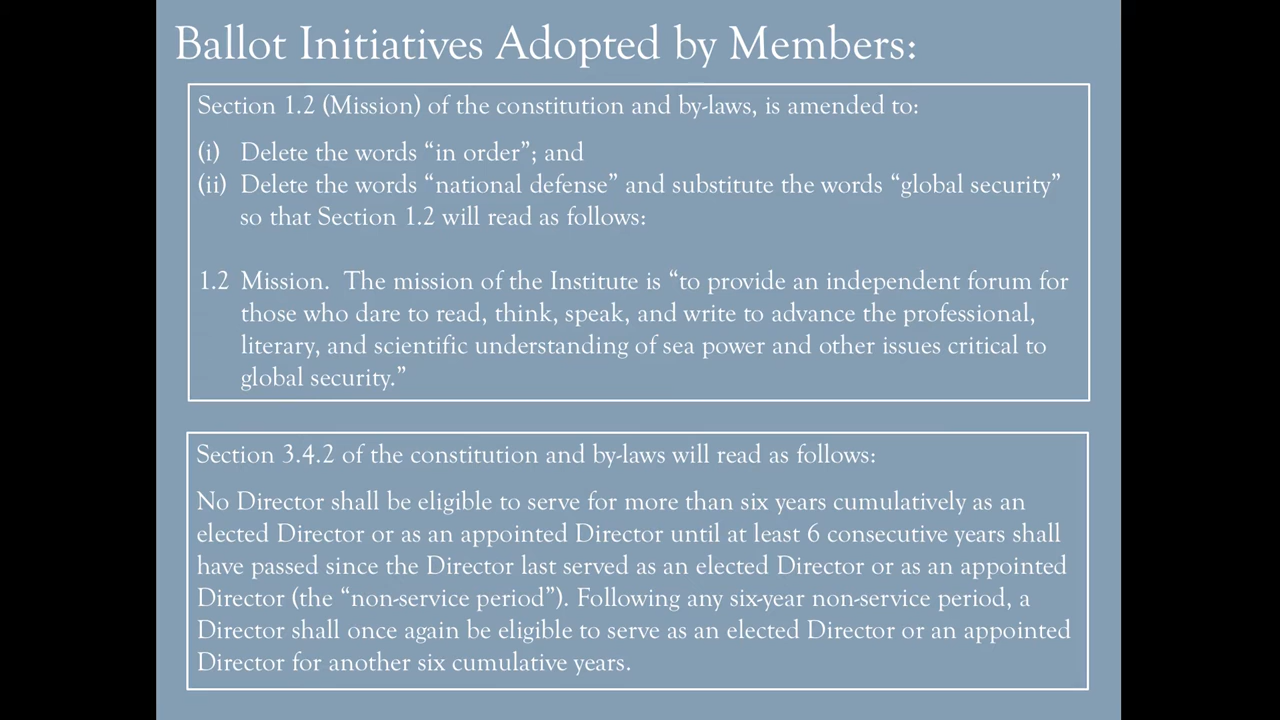 Ballot Initiatives Adopted by Members:
Section 1.2 (Mission) of the constitution and by-laws, is amended to:
(i) Delete the words “in order”; and
(ii) Delete the words “national defense” and substitute the words “global security”
so that Section 1.2 will read as follows:
1.2 Mission. The mission of the Institute is “to provide an independent forum for
those who dare to read, think, speak, and write to advance the professional,
literary, and scientific understanding of sea power and other issues critical to
global security.”
Section 3.4.2 of the constitution and by-laws will read as follows:
No Director shall be eligible to serve for more than six years cumulatively as an
elected Director or as an appointed Director until at least 6 consecutive years shall
have passed since the Director last served as an elected Director or as an appointed
Director (the “non-service period”). Following any six-year non-service period, a
Director shall once again be eligible to serve as an elected Director or an appointed
Director for another six cumulative years.